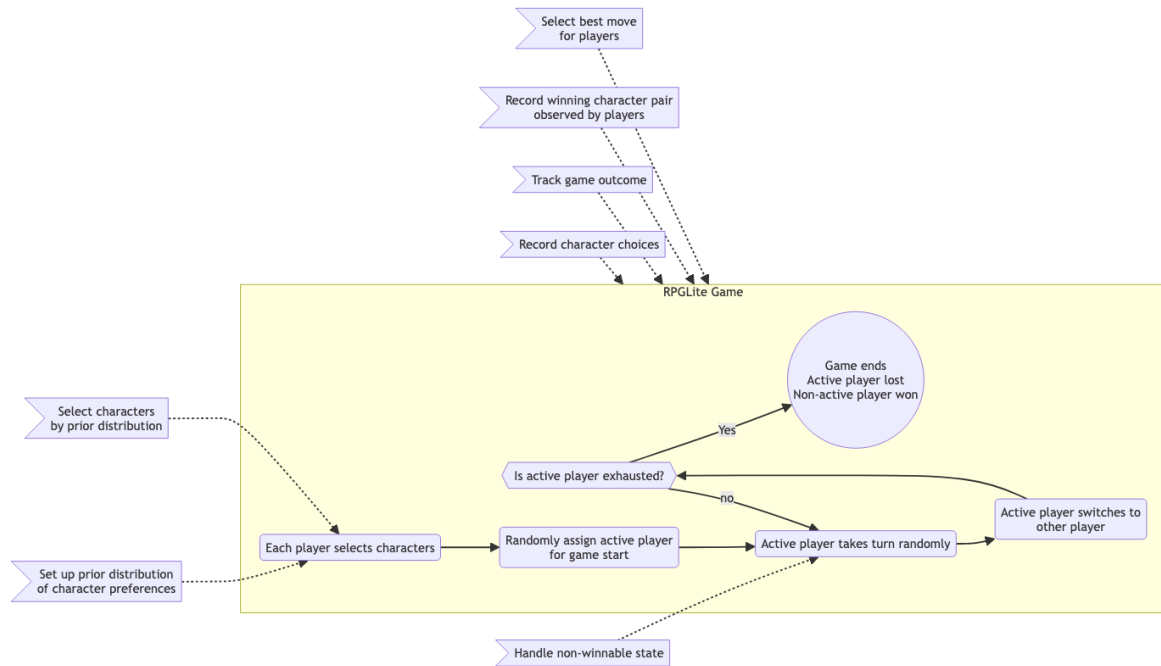 Select best move
for players
Record winning character pair
observed by players
Track game outcome
Record character choices
RPGLite Game
Game ends
Active player lost
Non-active player won
Select characters
by prior distribution
Yes
Is active player exhausted?
no
Active player switches to
other player
Each player selects characters
Randomly assign active player
for game start
Active player takes turn randomly
Set up prior distribution
of character preferences
Handle non-winnable state